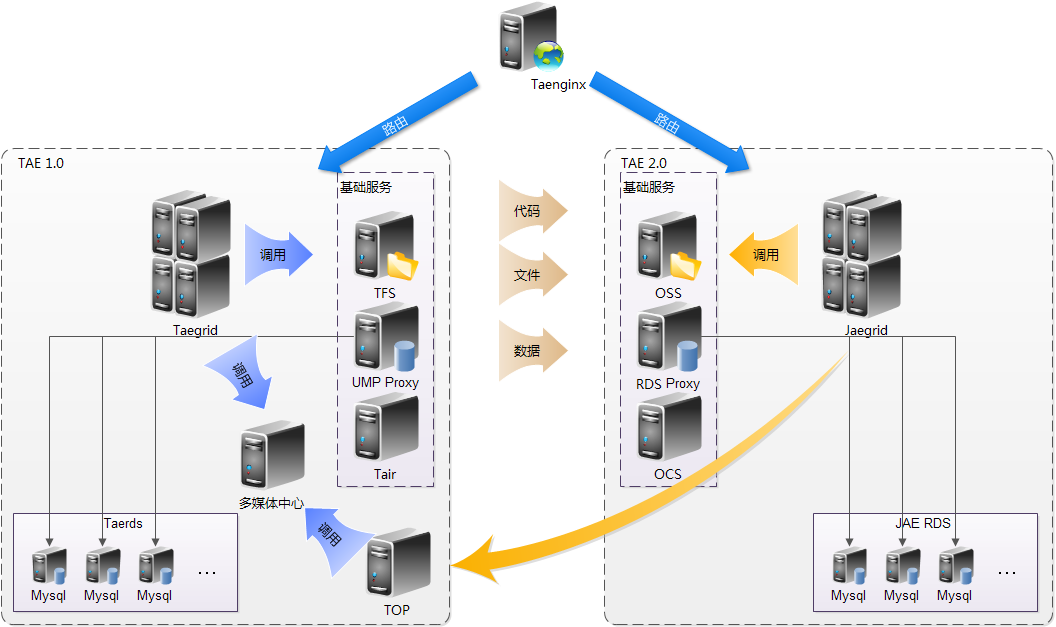 Taenginx
路由
路由
TAE 1.0
基础服务
调用
TFS
Taegrid
UMP Proxy
调用
Tair
多媒体中心
调用
Taerds
Mysql
Mysql
Mysql
...
TOP
代码
文件
数据
TAE 2.0
基础服务
调用
OSS
Jaegrid
RDS Proxy
OCS
JAE RDS
Mysql
Mysql
Mysql
...